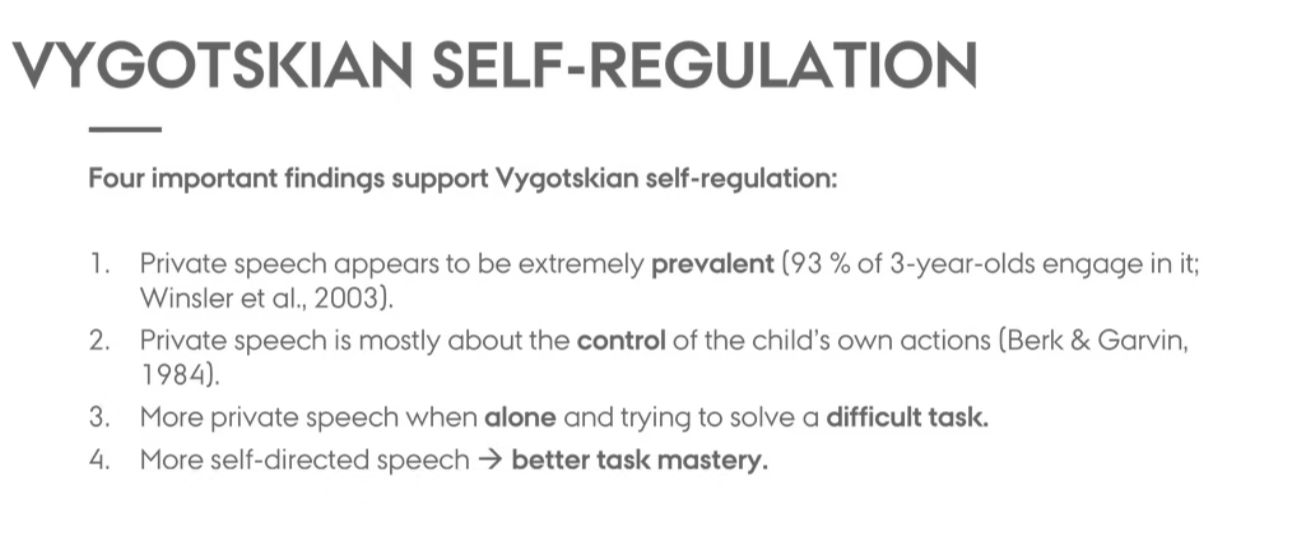 VYGOTSKIAN SELF-REGULATION
Four important findings support Vygotskian self-regulation:
1. Private speech appears to be extremely prevalent (93 % of 3-year-olds engage in it;
Winsler et al., 2003).
2. Private speech is mostly about the control of the child's own actions (Berk & Garvin,
1984).
3. More private speech when alone and trying to solve a difficult task.
4. More self-directed speech → better task mastery.